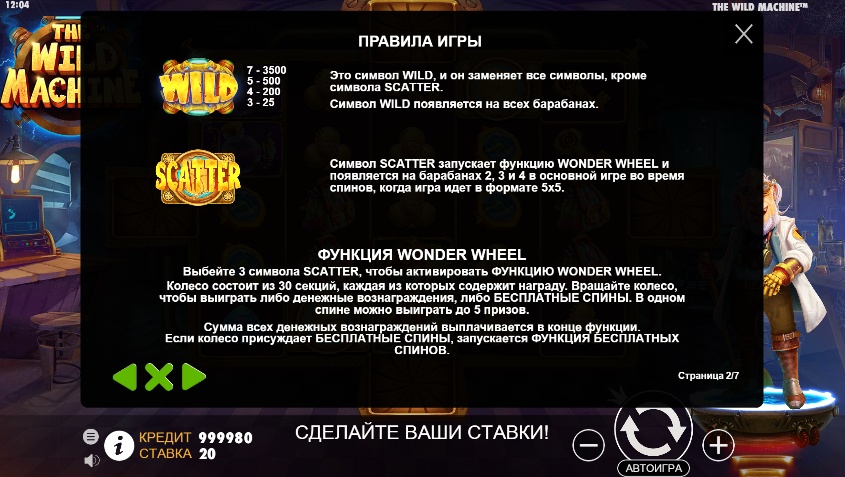 12:04
THE WILD MACHINE™
THE
WILD
MACHINE
ПРАВИЛА ИГРЫ
WILD
7 - 3500
5 - 500
4 - 200
3 - 25
Это символ WILD, и он заменяет все символы, кроме
символа SCATTER.
Символ WILD появляется на всех барабанах.
SCATTER
Символ SCATTER запускает функцию WONDER WHEEL и
появляется на барабанах 2, 3 и 4 в основной игре во время
спинов, когда игра идет в формате 5x5.
ФУНКЦИЯ WONDER WHEEL
Выбейте 3 символа SCATTER, чтобы активировать ФУНКЦИЮ WONDER WHEEL.
Колесо состоит из 30 секций, каждая из которых содержит награду. Вращайте колесо,
чтобы выиграть либо денежные вознаграждения, либо БЕСПЛАТНЫЕ СПИНЫ. В одном
спине можно выиграть до 5 призов.
Сумма всех денежных вознаграждений выплачивается в конце функции.
Если колесо присуждает БЕСПЛАТНЫЕ СПИНЫ, запускается ФУНКЦИЯ БЕСПЛАТНЫХ
СПИНОВ.
Страница 2/7
КРЕДИТ 999980
СТАВКА 20
СДЕЛАЙТЕ ВАШИ СТАВКИ!
АВТОИГРА